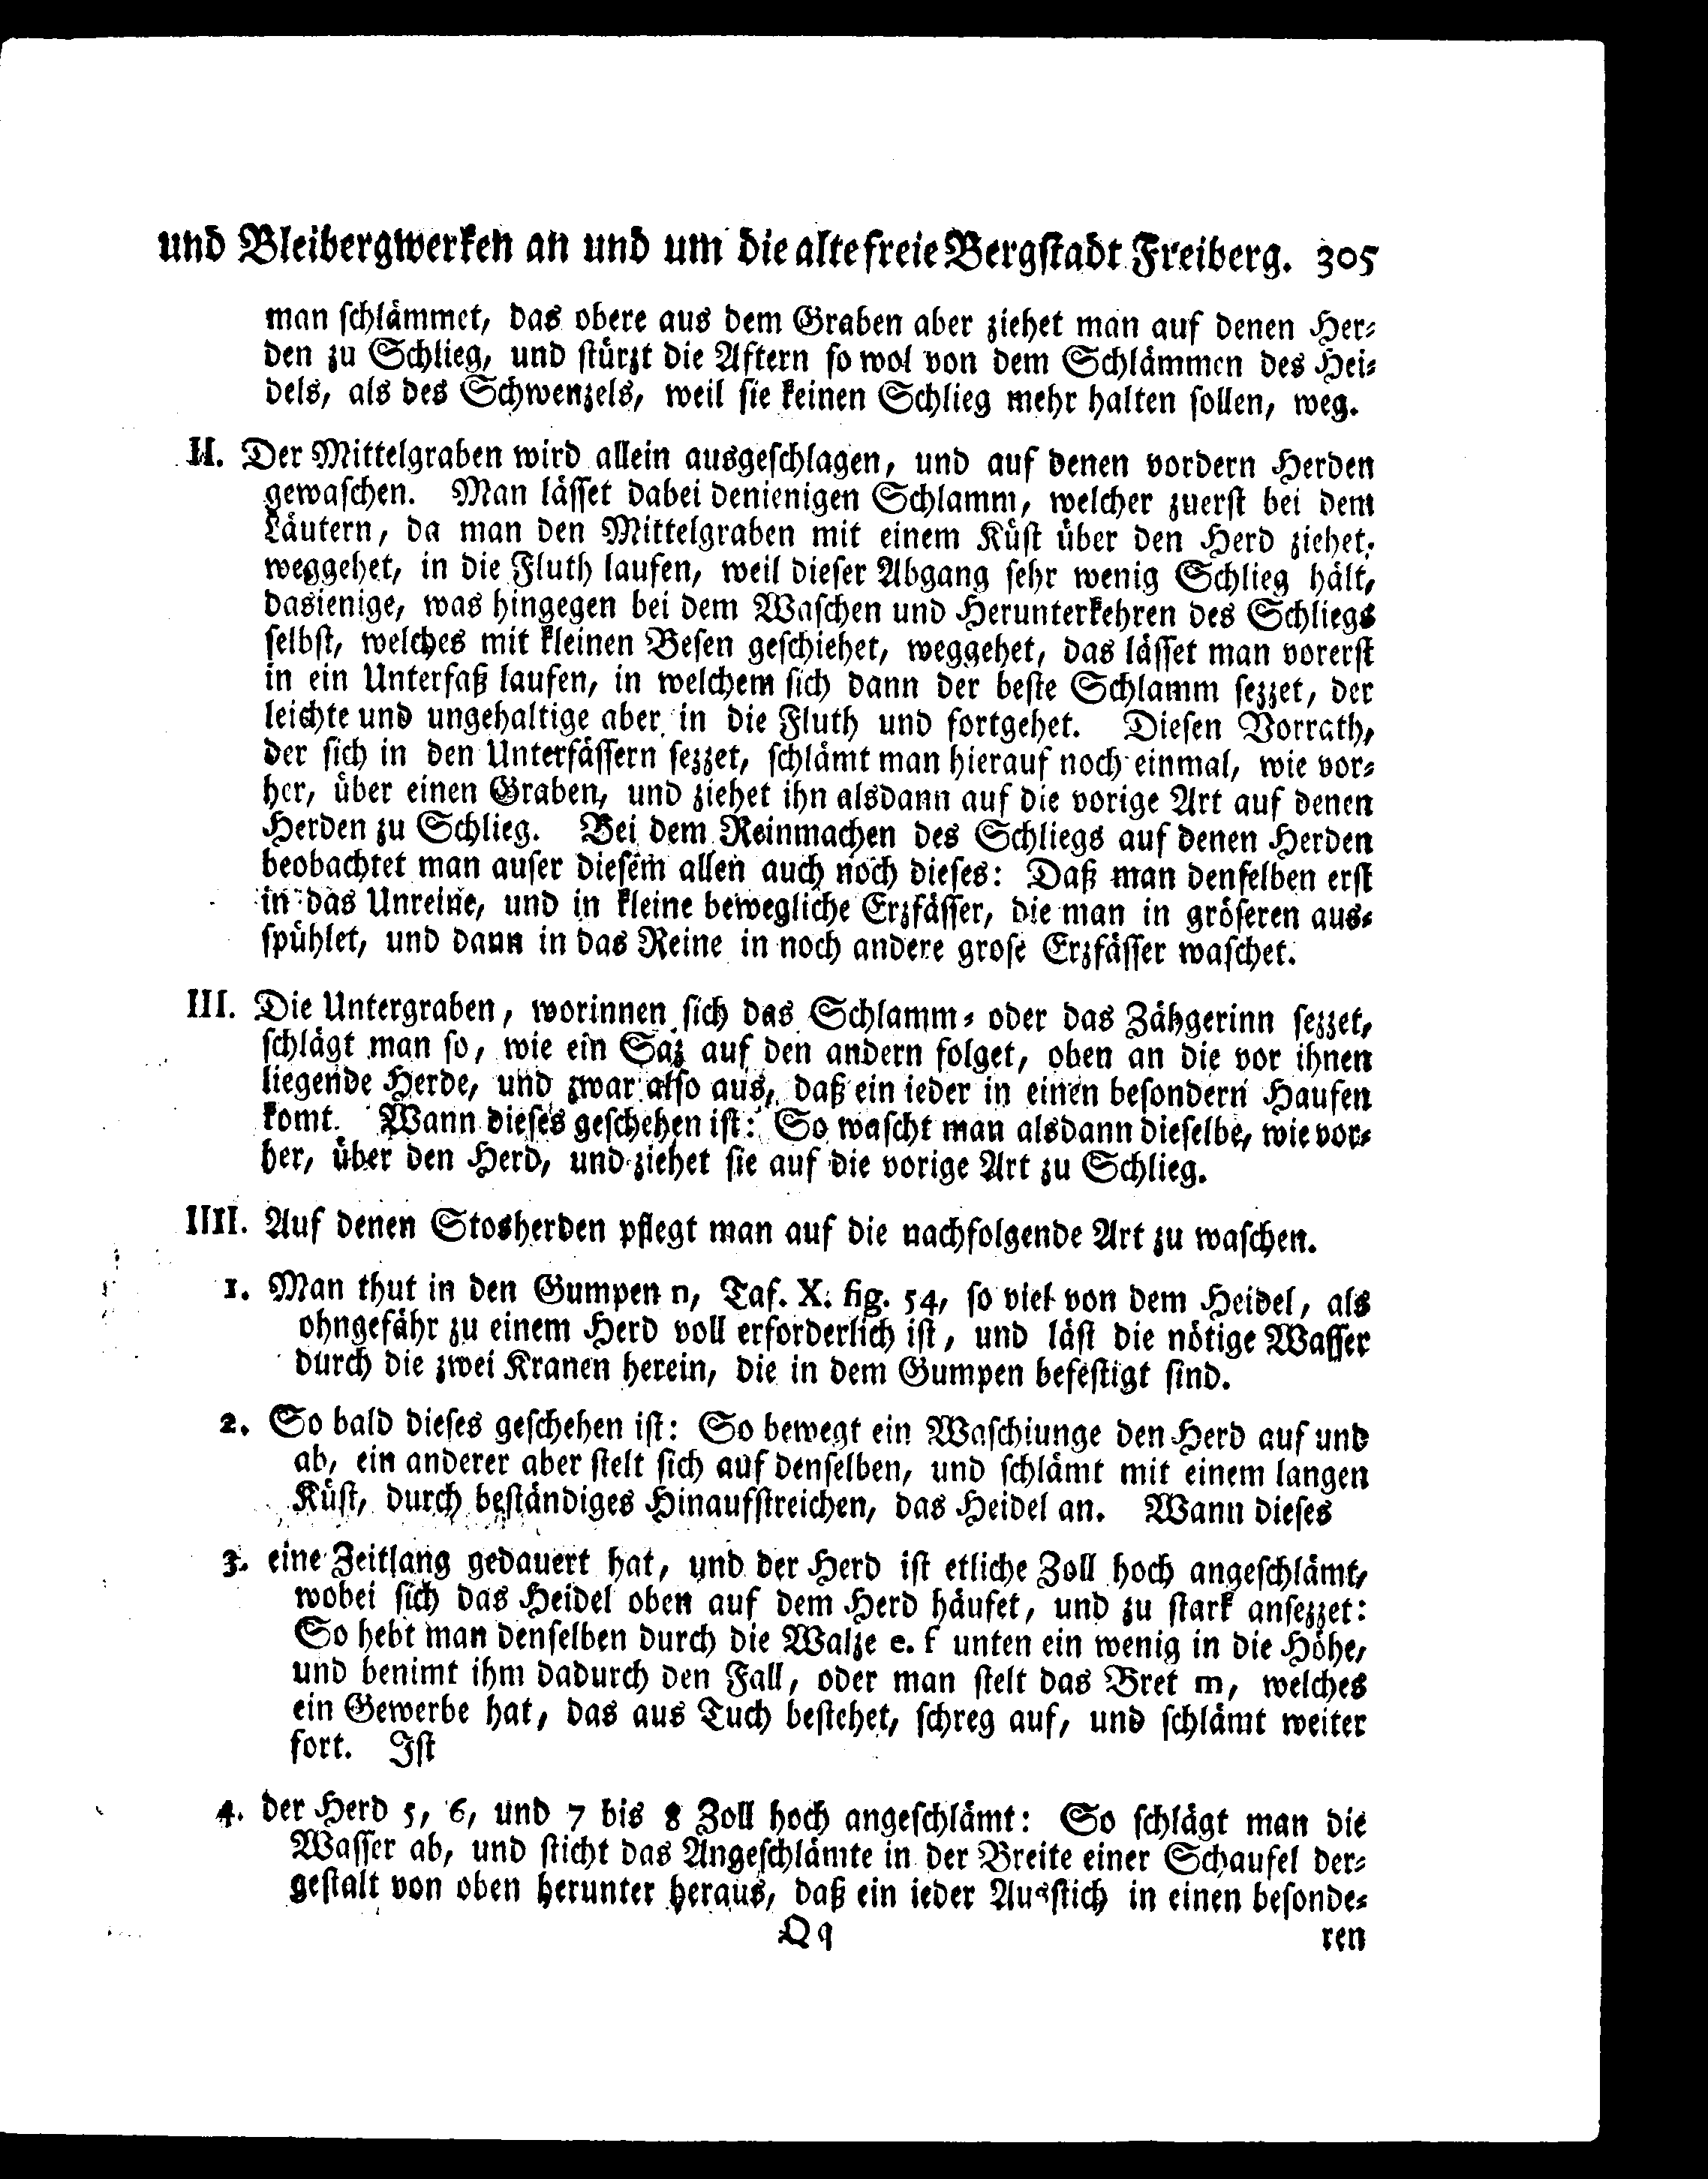 und Bleibergwerken an und um die alte freie Bergstadt Freiberg. 305
man schlämmet, das obere aus dem Graben aber ziehet man auf denen Her-
den zu Schlieg, und stürzt die Aftern so wol von dem Schlämmen des Hei-
dels, als des Schwenzels, weil sie keinen Schlieg mehr halten sollen, weg.
II. Der Mittelgraben wird allein ausgeschlagen, und auf denen vordern Herden
gewaschen. Man lässet dabei denienigen Schlamm, welcher zuerst bei dem
Läutern, da man den Mittelgraben mit einem Küst über den Herd ziehet,
weggehet, in die Fluth laufen, weil dieser Abgang sehr wenig Schlieg hält,
dasienige, was hingegen bei dem Waschen und Herunterkehren des Schliegs
selbst, welches mit kleinen Besen geschiehet, weggehet, das lässet man vorerst
in ein Unterfaß laufen, in welchem sich dann der beste Schlamm sezzet, der
leichte und ungehaltige aber in die Fluth und fortgehet. Diesen Vorrath,
der sich in den Unterfässern sezzet, schlämt man hierauf noch einmal, wie vor-
her, über einen Graben, und ziehet ihn alsdann auf die vorige Art auf denen
Herden zu Schlieg. Bei dem Reinmachen des Schliegs auf denen Herden
beobachtet man auser diesem allen auch noch dieses: Daß man denselben erst
in das Unreine, und in kleine bewegliche Erzfässer, die man in gröseren aus-
spühlet, und dann in das Reine in noch andere grose Erzfässer waschet.
III. Die Untergraben, worinnen sich das Schlamm- oder das Zähgerinn sezzet,
schlägt man so, wie ein Saz auf den andern folget, oben an die vor ihnen
liegende Herde, und zwar also aus, daß ein ieder in einen besondern Haufen
komt. Wann dieses geschehen ist: So wascht man alsdann dieselbe, wie vor-
her, über den Herd, und ziehet sie auf die vorige Art zu Schlieg.
IIII. Auf denen Stosherden pflegt man auf die nachfolgende Art zu waschen.
1. Man thut in den Gumpen n, Taf. X. fig. 54, so viel von dem Heidel, als
ohngefähr zu einem Herd voll erforderlich ist, und läst die nötige Wasser
durch die zwei Kranen herein, die in dem Gumpen befestigt sind.
2. So bald dieses geschehen ist: So bewegt ein Waschiunge den Herd auf und
ab, ein anderer aber stelt sich auf denselben, und schlämt mit einem langen
Küst, durch beständiges Hinaufstreichen, das Heidel an. Wann dieses
3. eine Zeitlang gedauert hat, und der Herd ist etliche Zoll hoch angeschlämt,
wobei sich das Heidel oben auf dem Herd häufet, und zu stark ansezzet:
So hebt man denselben durch die Walze e. f unten ein wenig in die Höhe,
und benimt ihm dadurch den Fall, oder man stelt das Bret m, welches
ein Gewerbe hat, das aus Tuch bestehet, schreg auf, und schlämt weiter
fort. Ist
4. der Herd 5, 6, und 7 bis 8 Zoll hoch angeschlämt: So schlägt man die
Wasser ab, und sticht das Angeschlämte in der Breite einer Schaufel der-
gestalt von oben herunter heraus, daß ein ieder Ausstich in einen besonde-
Qq ren